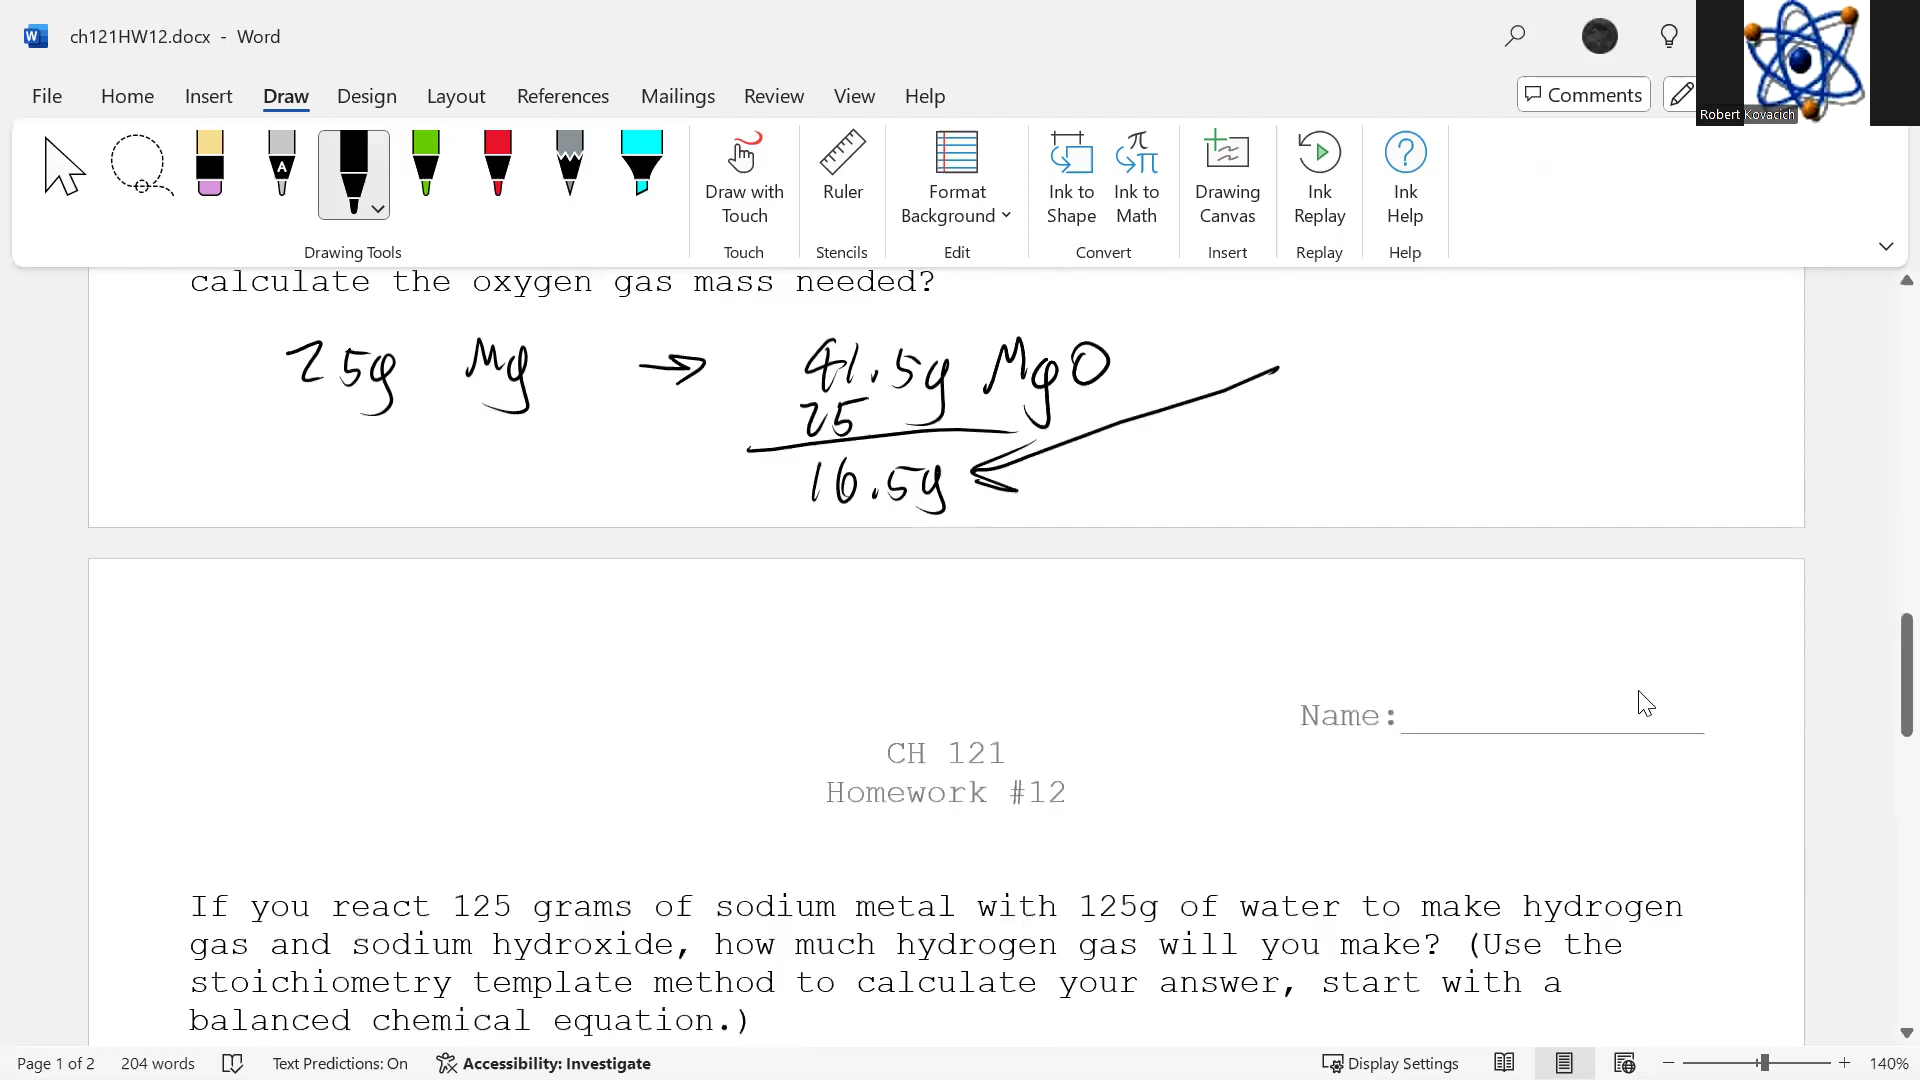 ch121HW12.docx - Word
Robert Kovacich
File Home Insert Draw Design Layout References Mailings Review View Help Comments
A
Draw with Touch
Ruler
Format Background
Ink to Shape
Ink to Math
Drawing Canvas
Ink Replay
Ink Help
Drawing Tools Touch Stencils Edit Convert Insert Replay Help
calculate the oxygen gas mass needed?
25g Mg → 41.5g MgO
25
16.5g
Name:
CH 121
Homework #12
If you react 125 grams of sodium metal with 125g of water to make hydrogen
gas and sodium hydroxide, how much hydrogen gas will you make? (Use the
stoichiometry template method to calculate your answer, start with a
balanced chemical equation.)
Page 1 of 2 204 words Text Predictions: On Accessibility: Investigate Display Settings 140%